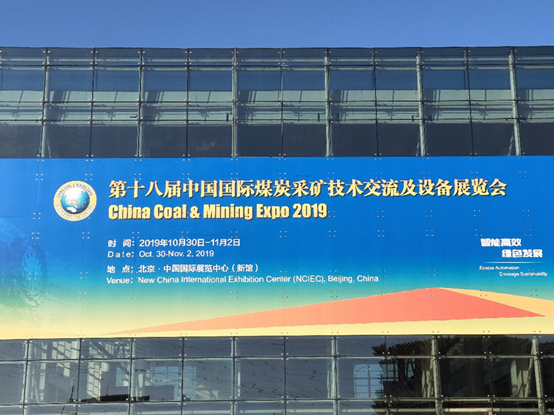 第十八届中国国际煤炭采矿技术交流及设备展览会
China Coal & Mining Expo 2019
时 间：2019年10月30日-11月2日
Date: Oct. 30-Nov. 2, 2019
地 点：北京·中国国际展览中心（新馆）
Venue: New China International Exhibition Center (NCIEC), Beijing, China
智能高效
绿色发展
Enable Automation
Envisage Sustainability